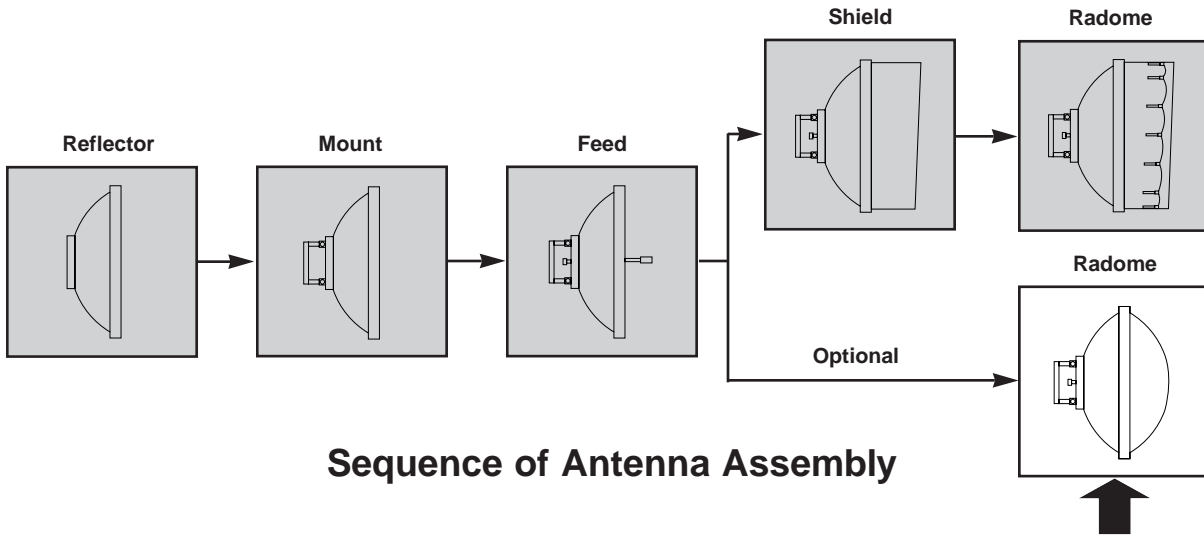 Shield
Radome
Reflector
Mount
Feed
Radome
Optional
Sequence of Antenna Assembly